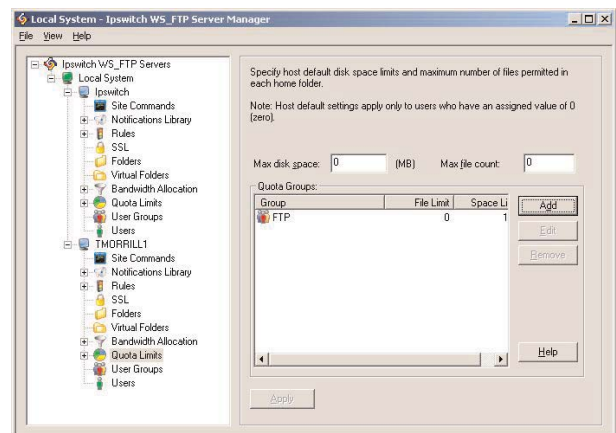 Local System - Ipswitch WS_FTP Server Manager
File View Help
Ipswitch WS_FTP Servers
Local System
Ipswitch
Site Commands
Notifications Library
Rules
SSL
Folders
Virtual Folders
Bandwidth Allocation
Quota Limits
User Groups
Users
TMORRILL1
Site Commands
Notifications Library
Rules
SSL
Folders
Virtual Folders
Bandwidth Allocation
Quota Limits
User Groups
Users
Specify host default disk space limits and maximum number of files permitted in
each home folder.
Note: Host default settings apply only to users who have an assigned value of 0
(zero).
Max disk space: 0 (MB) Max file count: 0
Quota Groups:
Group File Limit Space Li
FTP 0 1
Add
Edit
Remove
Help
Apply